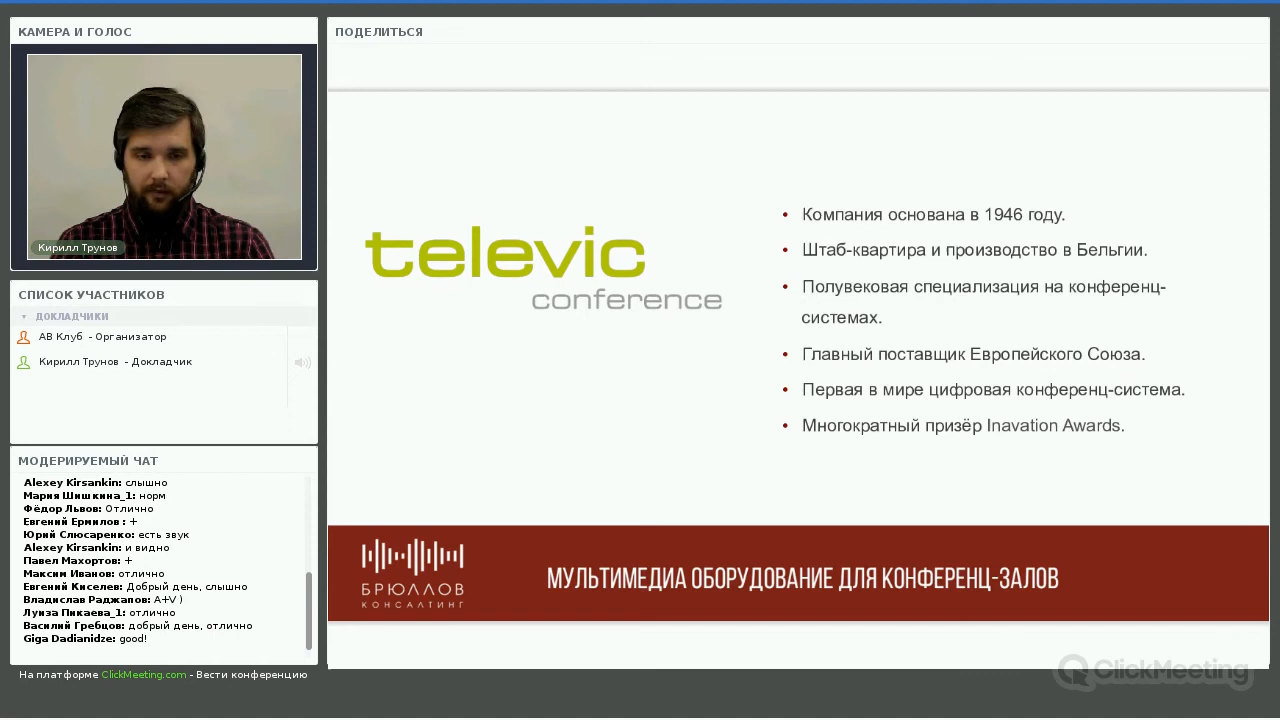 КАМЕРА И ГОЛОС
Кирилл Трунов
СПИСОК УЧАСТНИКОВ
ДОКЛАДЧИКИ
АВ Клуб - Организатор
Кирилл Трунов - Докладчик
МОДЕРИРУЕМЫЙ ЧАТ
Alexey Kirsankin: слышно
Мария Шишкина_1: норм
Фёдор Львов: Отлично
Евгений Ермилов : +
Юрий Слюсаренко: есть звук
Alexey Kirsankin: и видно
Павел Махортов: +
Максим Иванов: отлично
Евгений Киселев: Добрый день, слышно
Владислав Раджапов: A+V )
Луиза Пикаева_1: отлично
Василий Гребцов: добрый день, отлично
Giga Dadianidze: good!
На платформе ClickMeeting.com - Вести конференцию
ПОДЕЛИТЬСЯ
televic
conference
• Компания основана в 1946 году.
• Штаб-квартира и производство в Бельгии.
• Полувековая специализация на конференц-
системах.
• Главный поставщик Европейского Союза.
• Первая в мире цифровая конференц-система.
• Многократный призёр Inavation Awards.
БРЮЛЛОВ
КОНСАЛТИНГ
МУЛЬТИМЕДИА ОБОРУДОВАНИЕ ДЛЯ КОНФЕРЕНЦ-ЗАЛОВ
ClickMeeting